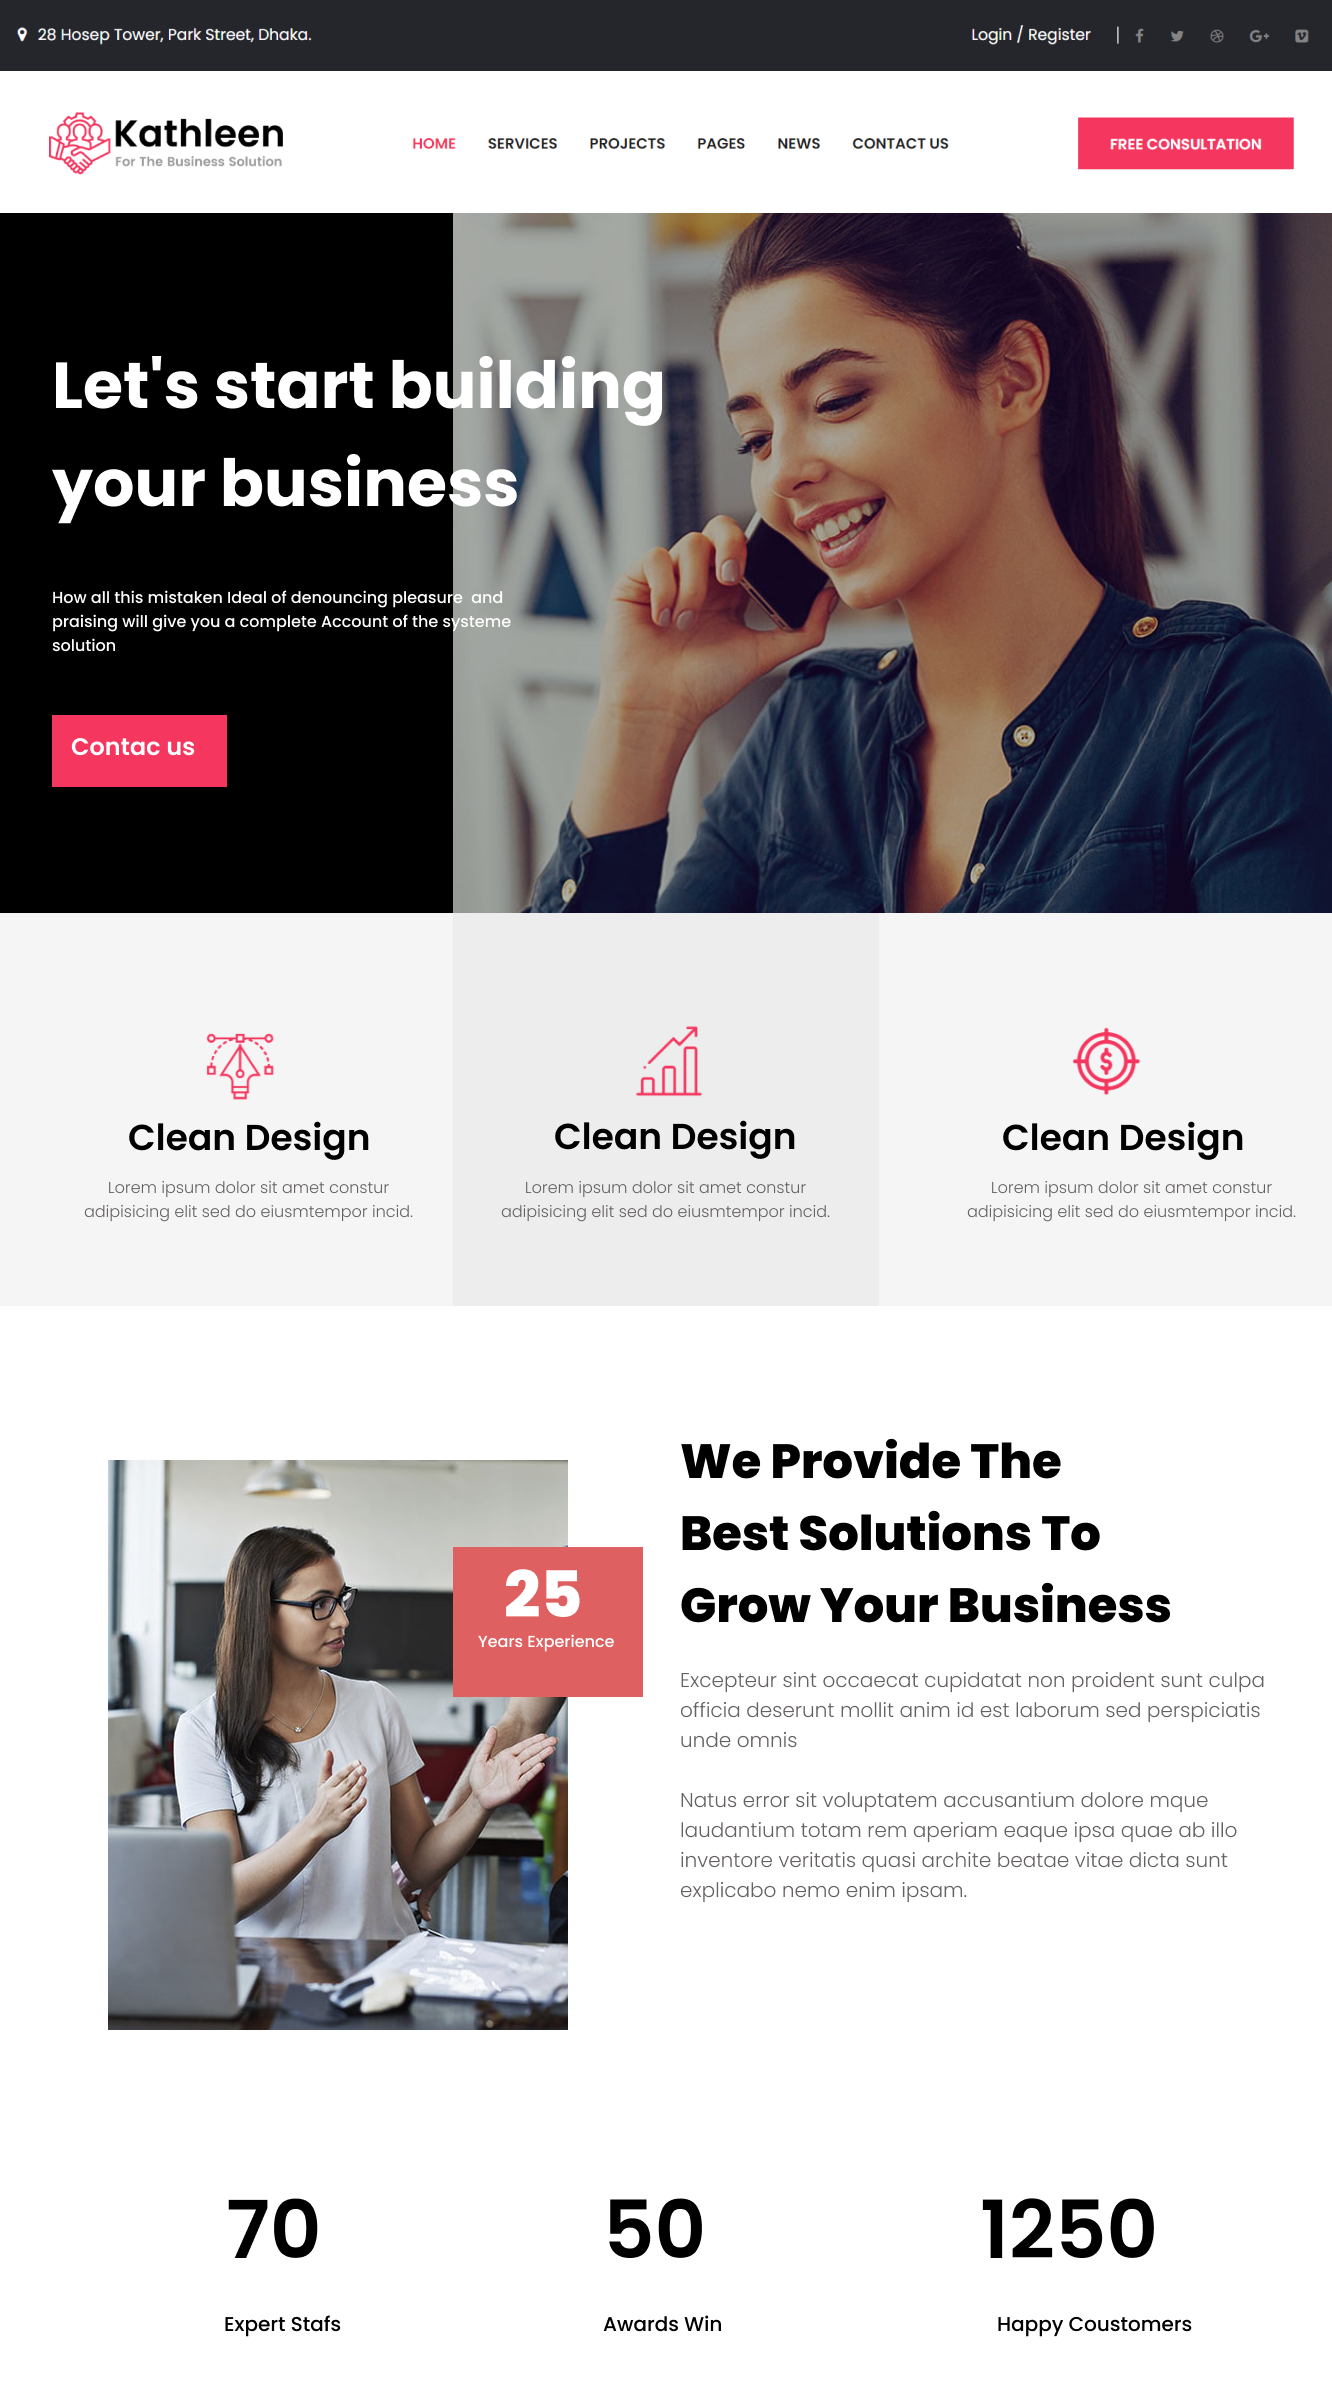 28 Hosep Tower, Park Street, Dhaka.
Login / Register |
Kathleen
For The Business Solution
HOME SERVICES PROJECTS PAGES NEWS CONTACT US
FREE CONSULTATION
Let's start building
your business
How all this mistaken Ideal of denouncing pleasure  and
praising will give you a complete Account of the systeme
solution
Contac us
Clean Design
Lorem ipsum dolor sit amet constur
adipisicing elit sed do eiusmtempor incid.
Clean Design
Lorem ipsum dolor sit amet constur
adipisicing elit sed do eiusmtempor incid.
Clean Design
Lorem ipsum dolor sit amet constur
adipisicing elit sed do eiusmtempor incid.
25
Years Experience
We Provide The
Best Solutions To
Grow Your Business
Excepteur sint occaecat cupidatat non proident sunt culpa
officia deserunt mollit anim id est laborum sed perspiciatis
unde omnis
Natus error sit voluptatem accusantium dolore mque
laudantium totam rem aperiam eaque ipsa quae ab illo
inventore veritatis quasi archite beatae vitae dicta sunt
explicabo nemo enim ipsam.
70
Expert Stafs
50
Awards Win
1250
Happy Coustomers